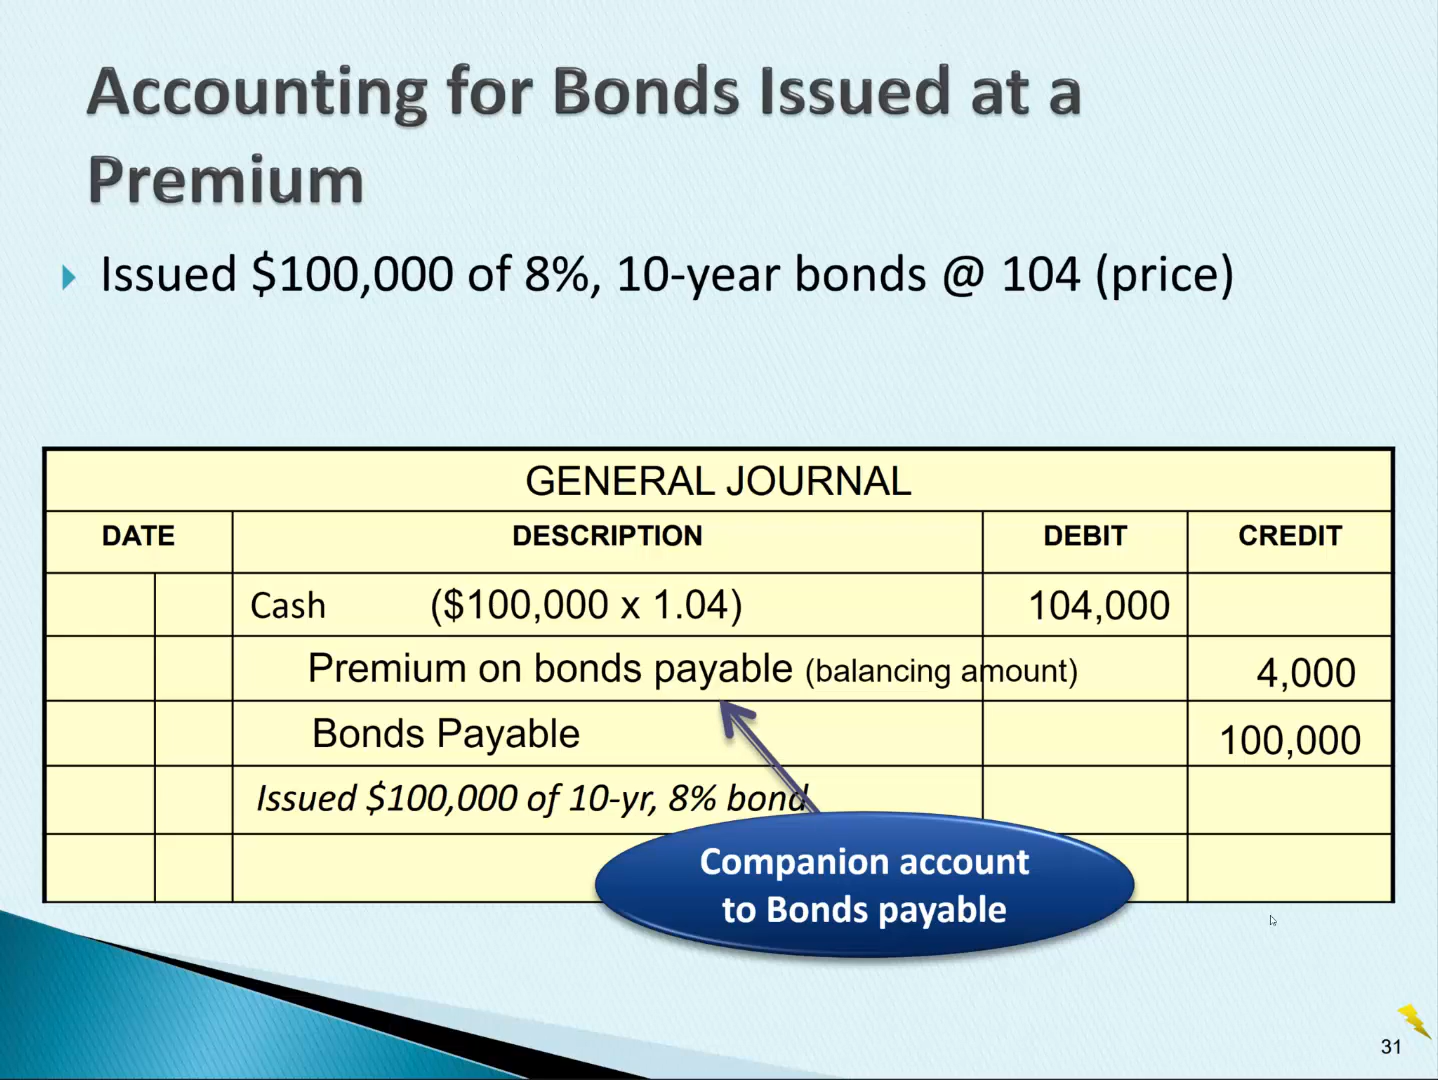 Accounting for Bonds Issued at a
Premium
Issued $100,000 of 8%, 10-year bonds @ 104 (price)
GENERAL JOURNAL
DATE DESCRIPTION DEBIT CREDIT
Cash ($100,000 x 1.04) 104,000
Premium on bonds payable (balancing amount) 4,000
Bonds Payable 100,000
Issued $100,000 of 10-yr, 8% bond
Companion account
to Bonds payable
31